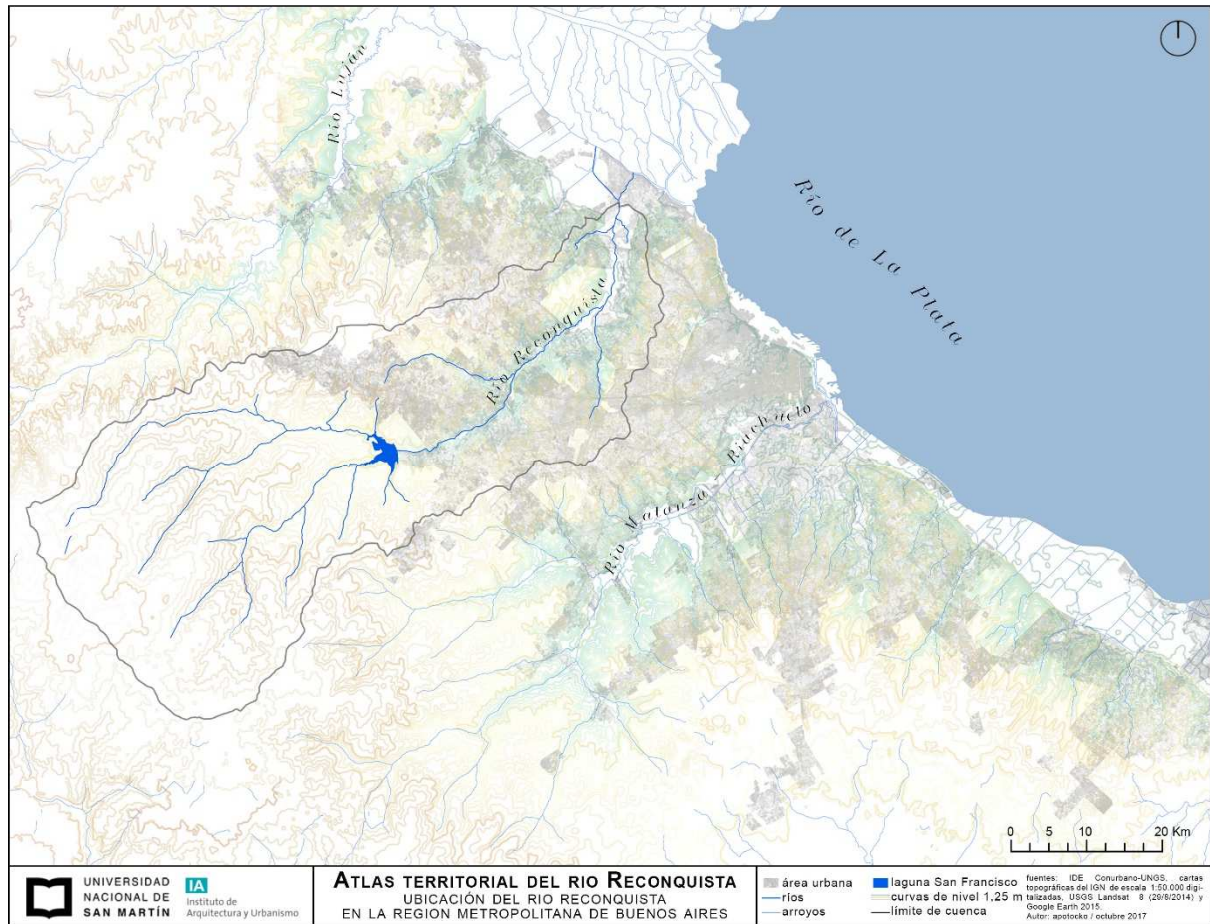 Río Luján
Río de La Plata
Río Reconquista
Río Matanza - Riachuelo
0 5 10 20 Km
UNIVERSIDAD
NACIONAL DE
SAN MARTÍN
IA
Instituto de
Arquitectura y Urbanismo
ATLAS TERRITORIAL DEL RIO RECONQUISTA
UBICACIÓN DEL RIO RECONQUISTA
EN LA REGION METROPOLITANA DE BUENOS AIRES
área urbana
ríos
arroyos
laguna San Francisco
curvas de nivel 1,25 m
límite de cuenca
fuentes: IDE Conurbano-UNGS, cartas
topográficas del IGN de escala 1:50.000 digi-
talizadas, USGS Landsat 8 (29/8/2014) y
Google Earth 2015.
Autor: apotoko / octubre 2017